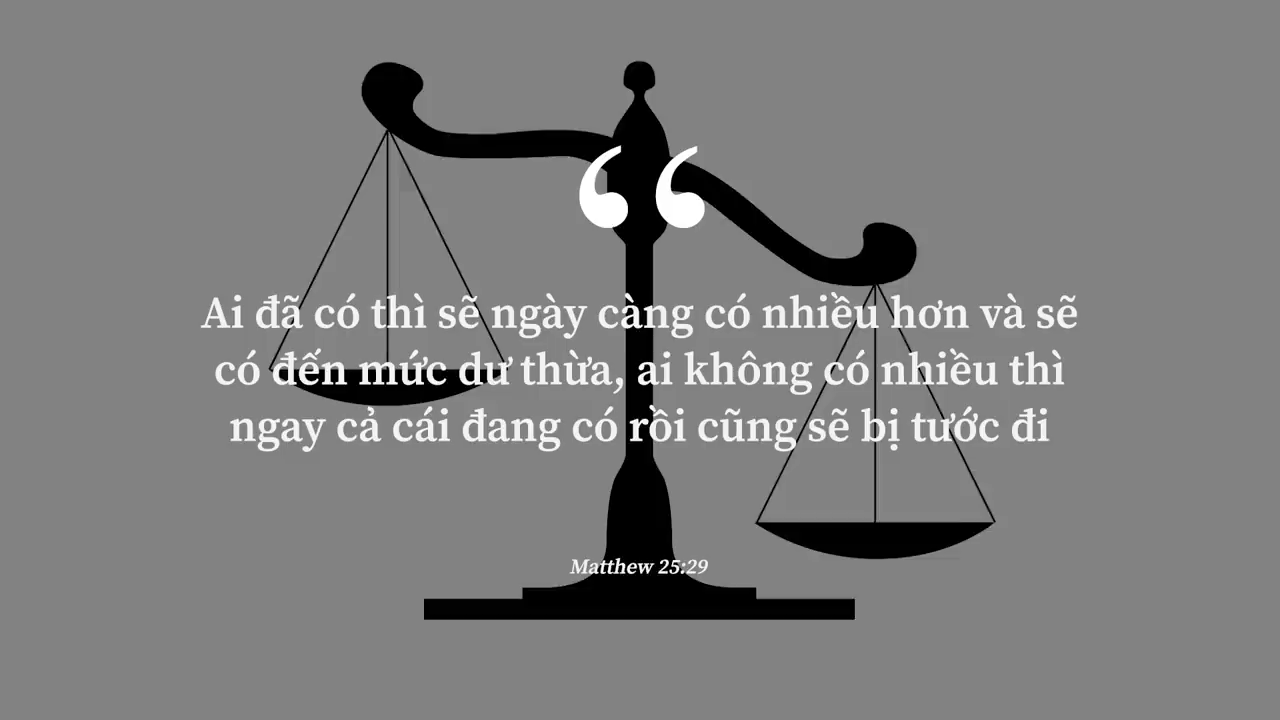 “
Ai đã có thì sẽ ngày càng có nhiều hơn và sẽ
có đến mức dư thừa, ai không có nhiều thì
ngay cả cái đang có rồi cũng sẽ bị tước đi
Matthew 25:29